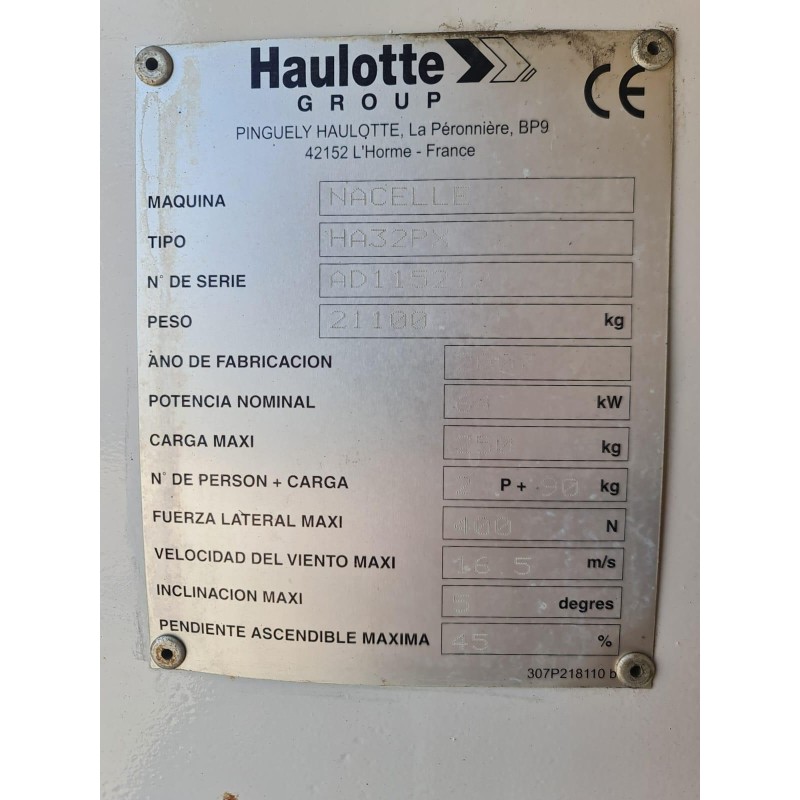 Haulotte
GROUP
PINGUELY HAULOTTE, La Péronnière, BP9
42152 L'Horme - France
CE
MAQUINA NACELLE
TIPO HA32PX
N° DE SERIE
PESO 21100 kg
ANO DE FABRICACION
POTENCIA NOMINAL kW
CARGA MAXI kg
N° DE PERSON + CARGA P + 90 kg
FUERZA LATERAL MAXI 400 N
VELOCIDAD DEL VIENTO MAXI 16.5 m/s
INCLINACION MAXI 5 degres
PENDIENTE ASCENDIBLE MAXIMA 45 %
307P218110 b